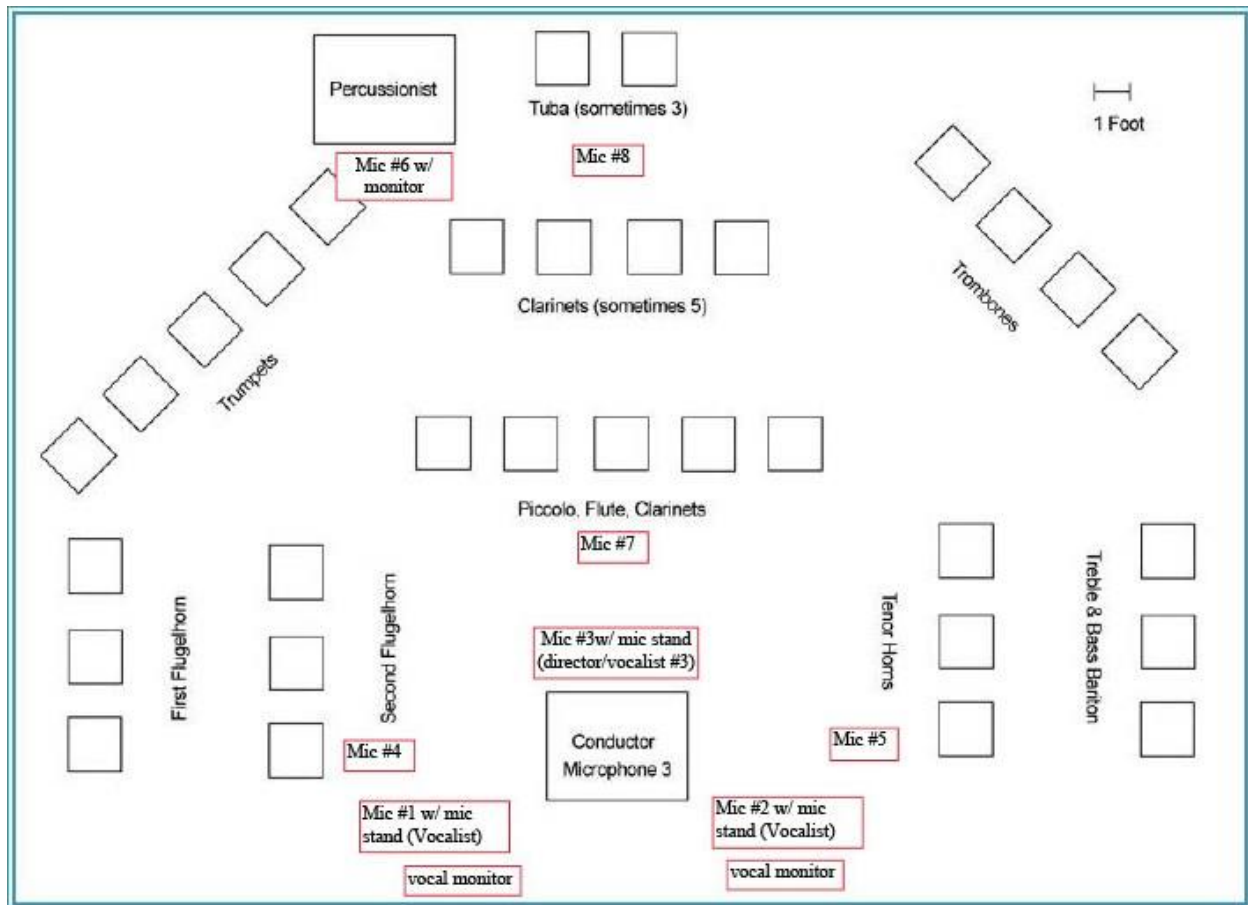 Percussionist
Tuba (sometimes 3)
1 Foot
Mic #6 w/
monitor
Mic #8
Clarinets (sometimes 5)
Trombones
Trumpets
Piccolo, Flute, Clarinets
Mic #7
First Flugelhorn
Second Flugelhorn
Mic #3w/ mic stand
(director/vocalist #3)
Tenor Horns
Treble & Bass Bariton
Conductor
Microphone 3
Mic #4
Mic #5
Mic #1 w/ mic
stand (Vocalist)
Mic #2 w/ mic
stand (Vocalist)
vocal monitor
vocal monitor